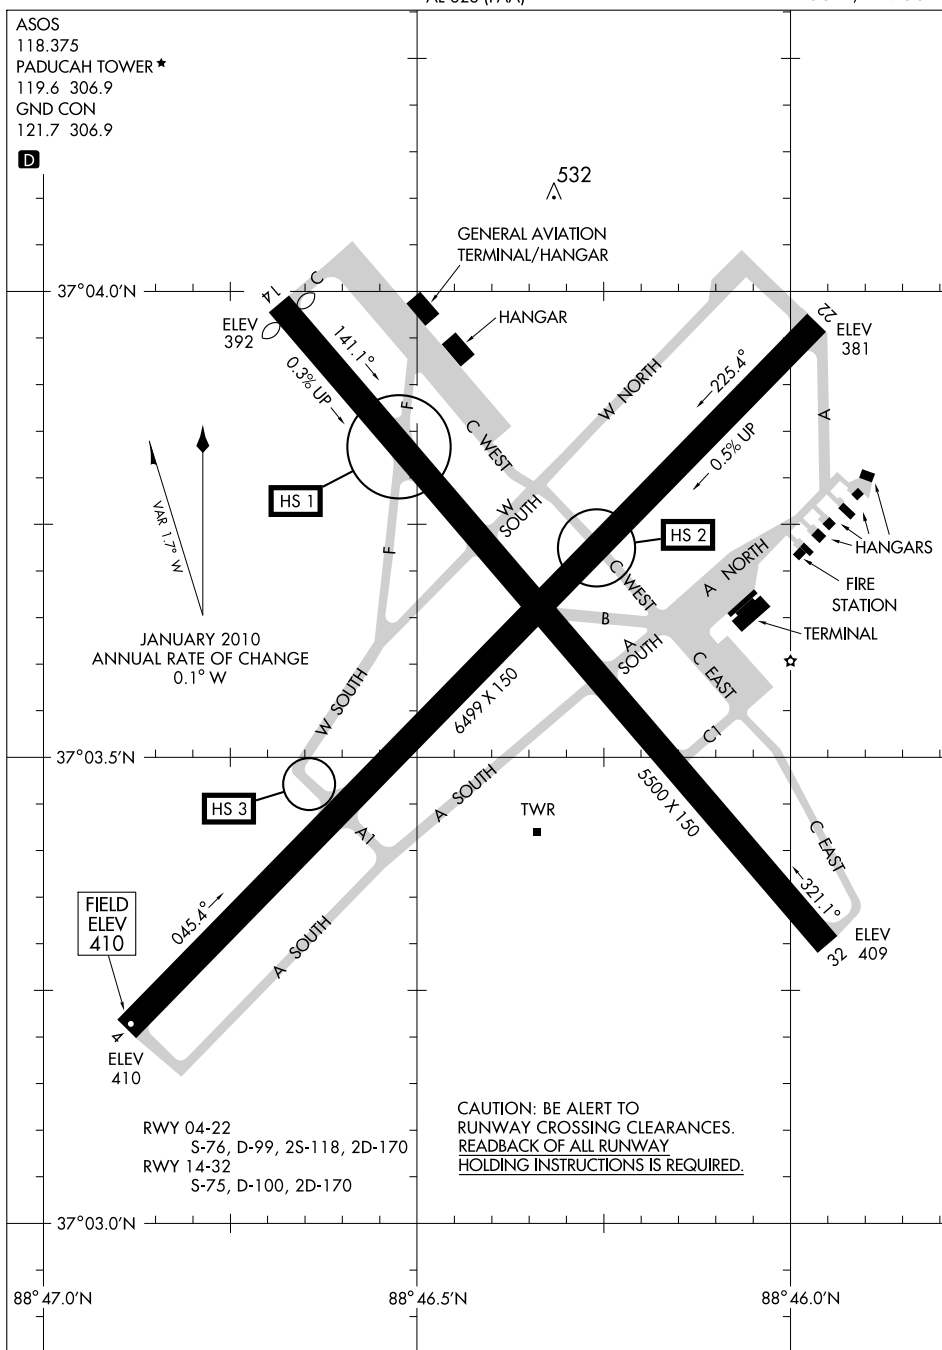 ASOS
118.375
PADUCAH TOWER★
119.6 306.9
GND CON
121.7 306.9
D
532
GENERAL AVIATION
TERMINAL/HANGAR
HANGAR
37°04.0'N
14
C
22
ELEV
392
ELEV
381
141.1°
0.3% UP
225.4°
0.5% UP
W NORTH
A
F
C WEST
HS 1
W
SOUTH
HS 2
VAR 1.7° W
F
C WEST
A NORTH
HANGARS
FIRE
STATION
TERMINAL
B
A
SOUTH
JANUARY 2010
ANNUAL RATE OF CHANGE
0.1° W
C EAST
W SOUTH
6499 X 150
C1
37°03.5'N
5500 X 150
HS 3
A SOUTH
TWR
A1
C EAST
FIELD
ELEV
410
045.4°
A SOUTH
321.1°
32
ELEV
409
4
ELEV
410
RWY 04-22
S-76, D-99, 2S-118, 2D-170
RWY 14-32
S-75, D-100, 2D-170
CAUTION: BE ALERT TO
RUNWAY CROSSING CLEARANCES.
READBACK OF ALL RUNWAY
HOLDING INSTRUCTIONS IS REQUIRED.
37°03.0'N
88°47.0'N
88°46.5'N
88°46.0'N